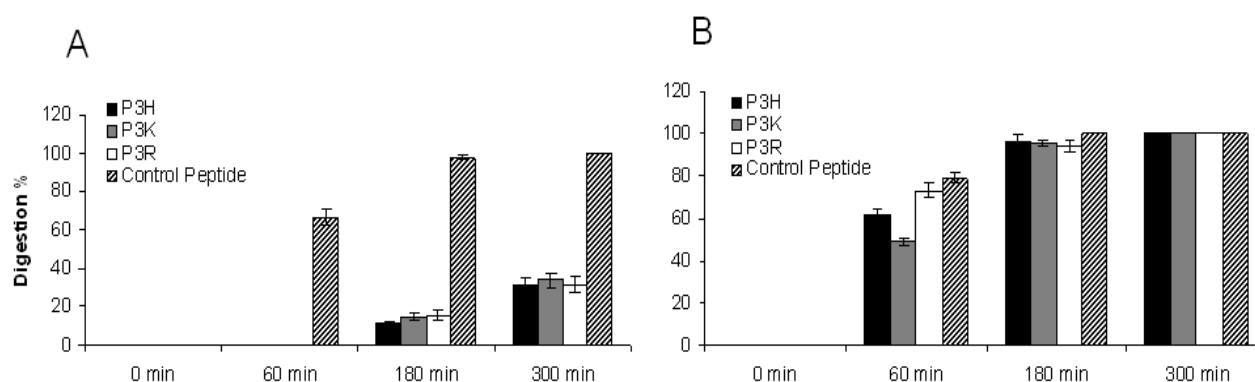 A
P3H
P3K
P3R
Control Peptide
Digestion %
120
100
80
60
40
20
0
0 min
60 min
180 min
300 min
B
P3H
P3K
P3R
Control Peptide
120
100
80
60
40
20
0
0 min
60 min
180 min
300 min